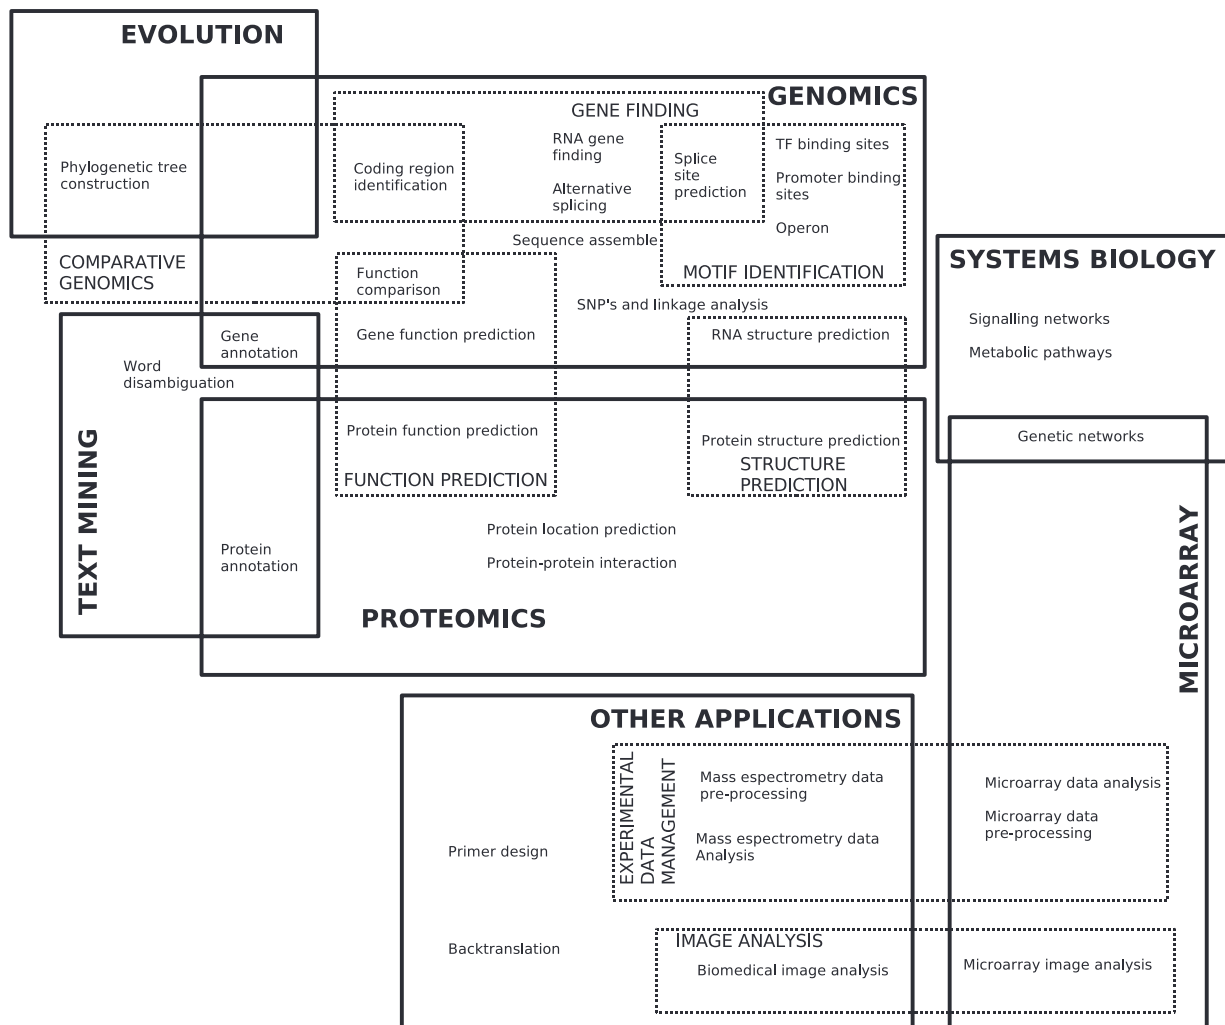 EVOLUTION
GENOMICS
GENE FINDING
RNA gene
finding
Alternative
splicing
Splice
site
prediction
TF binding sites
Promoter binding
sites
Operon
Phylogenetic tree
construction
Coding region
identification
Sequence assemble
COMPARATIVE
GENOMICS
Function
comparison
MOTIF IDENTIFICATION
SNP's and linkage analysis
Gene
annotation
Gene function prediction
RNA structure prediction
SYSTEMS BIOLOGY
Signalling networks
Metabolic pathways
Genetic networks
Word
disambiguation
TEXT MINING
Protein function prediction
FUNCTION PREDICTION
Protein structure prediction
STRUCTURE
PREDICTION
Protein location prediction
Protein-protein interaction
Protein
annotation
PROTEOMICS
MICROARRAY
OTHER APPLICATIONS
EXPERIMENTAL
DATA
MANAGEMENT
Mass espectrometry data
pre-processing
Mass espectrometry data
Analysis
Microarray data analysis
Microarray data
pre-processing
Primer design
Backtranslation
IMAGE ANALYSIS
Biomedical image analysis
Microarray image analysis